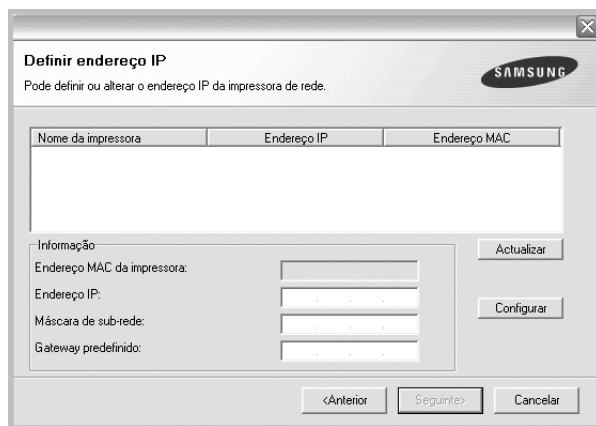 Definir endereço IP
Pode definir ou alterar o endereço IP da impressora de rede.
SAMSUNG
Nome da impressora Endereço IP Endereço MAC
Informação
Actualizar
Endereço MAC da impressora:
Endereço IP:
Configurar
Máscara de sub-rede:
Gateway predefinido:
<Anterior Seguinte> Cancelar